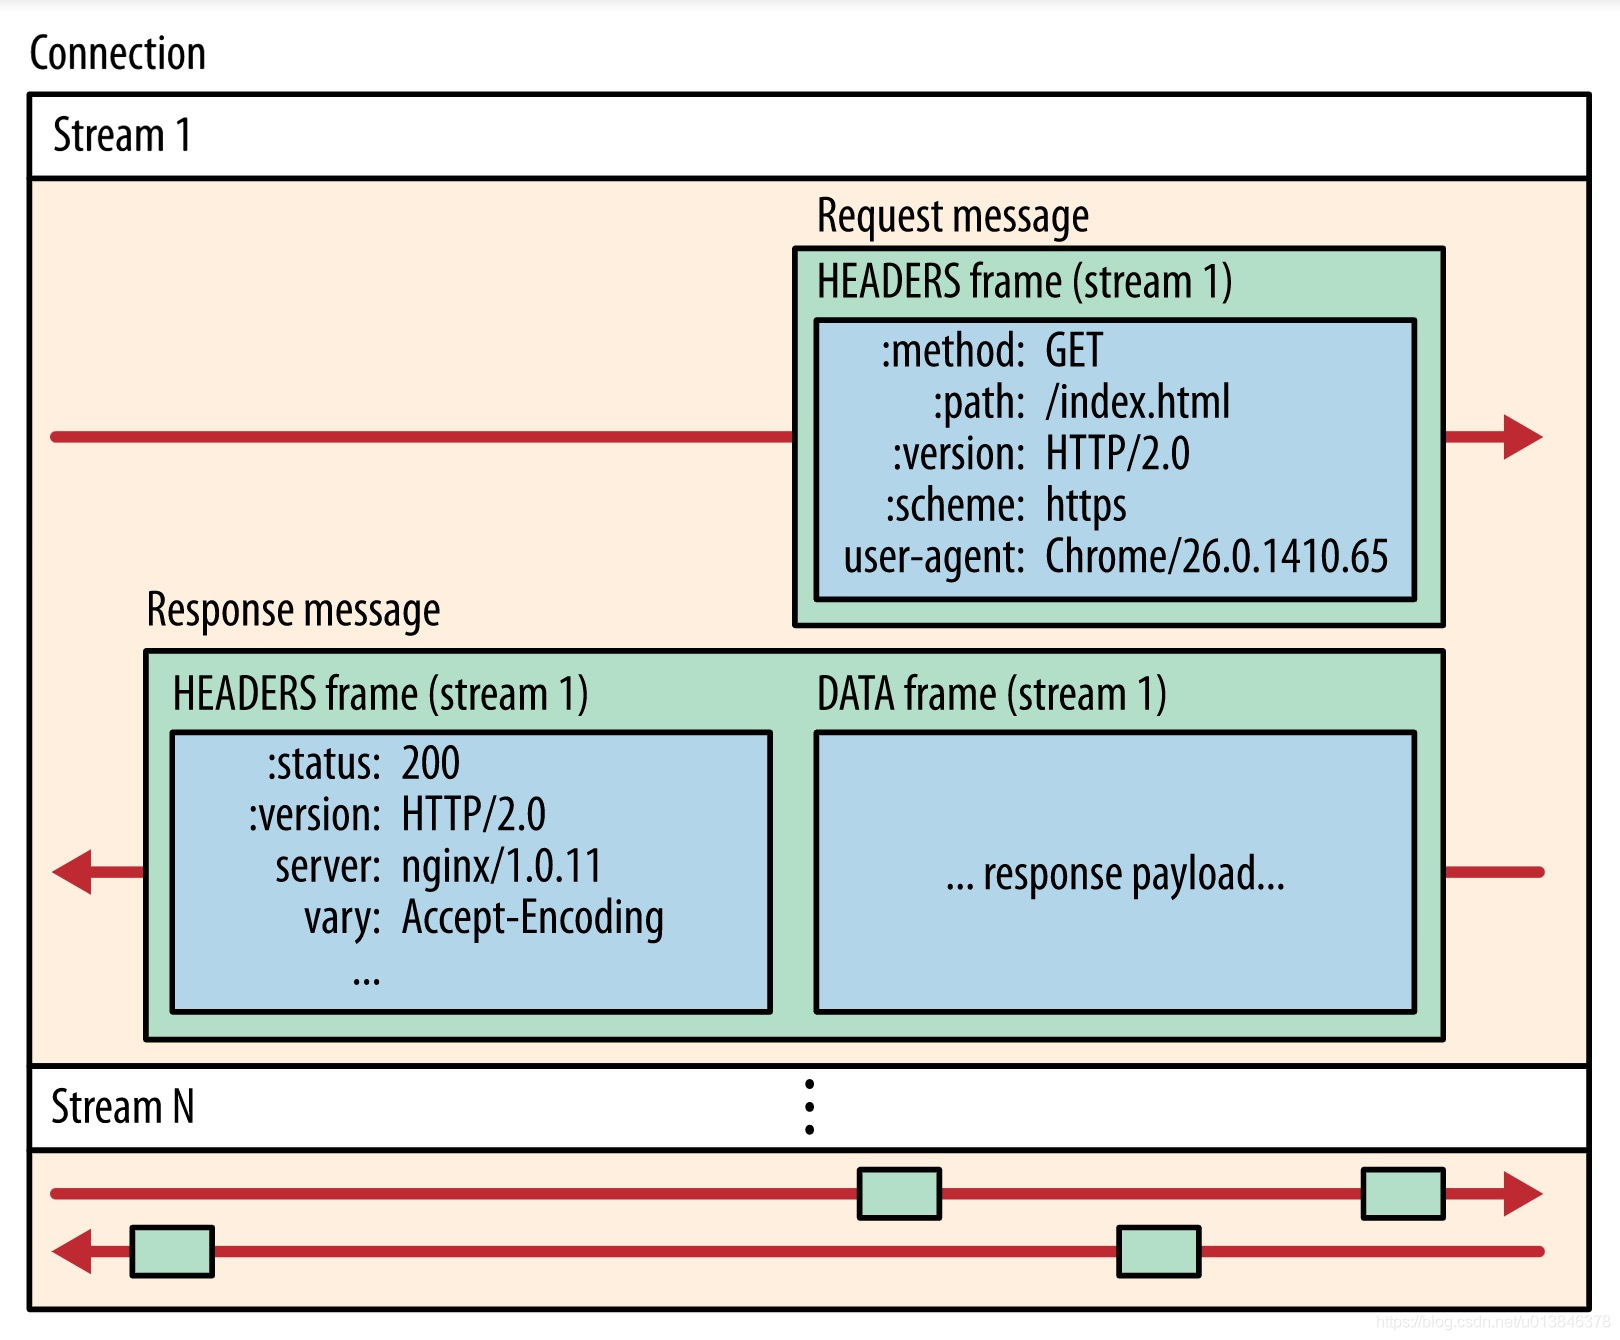 Connection
Stream 1
Request message
HEADERS frame (stream 1)
:method: GET
:path: /index.html
:version: HTTP/2.0
:scheme: https
user-agent: Chrome/26.0.1410.65
Response message
HEADERS frame (stream 1)
:status: 200
:version: HTTP/2.0
server: nginx/1.0.11
vary: Accept-Encoding
...
DATA frame (stream 1)
... response payload...
Stream N
https://blog.csdn.net/u013846378